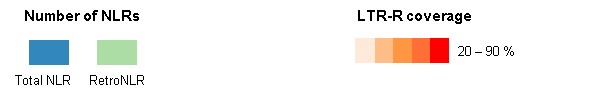 Number of NLRs
LTR-R coverage
20 – 90 %
Total NLR
RetroNLR